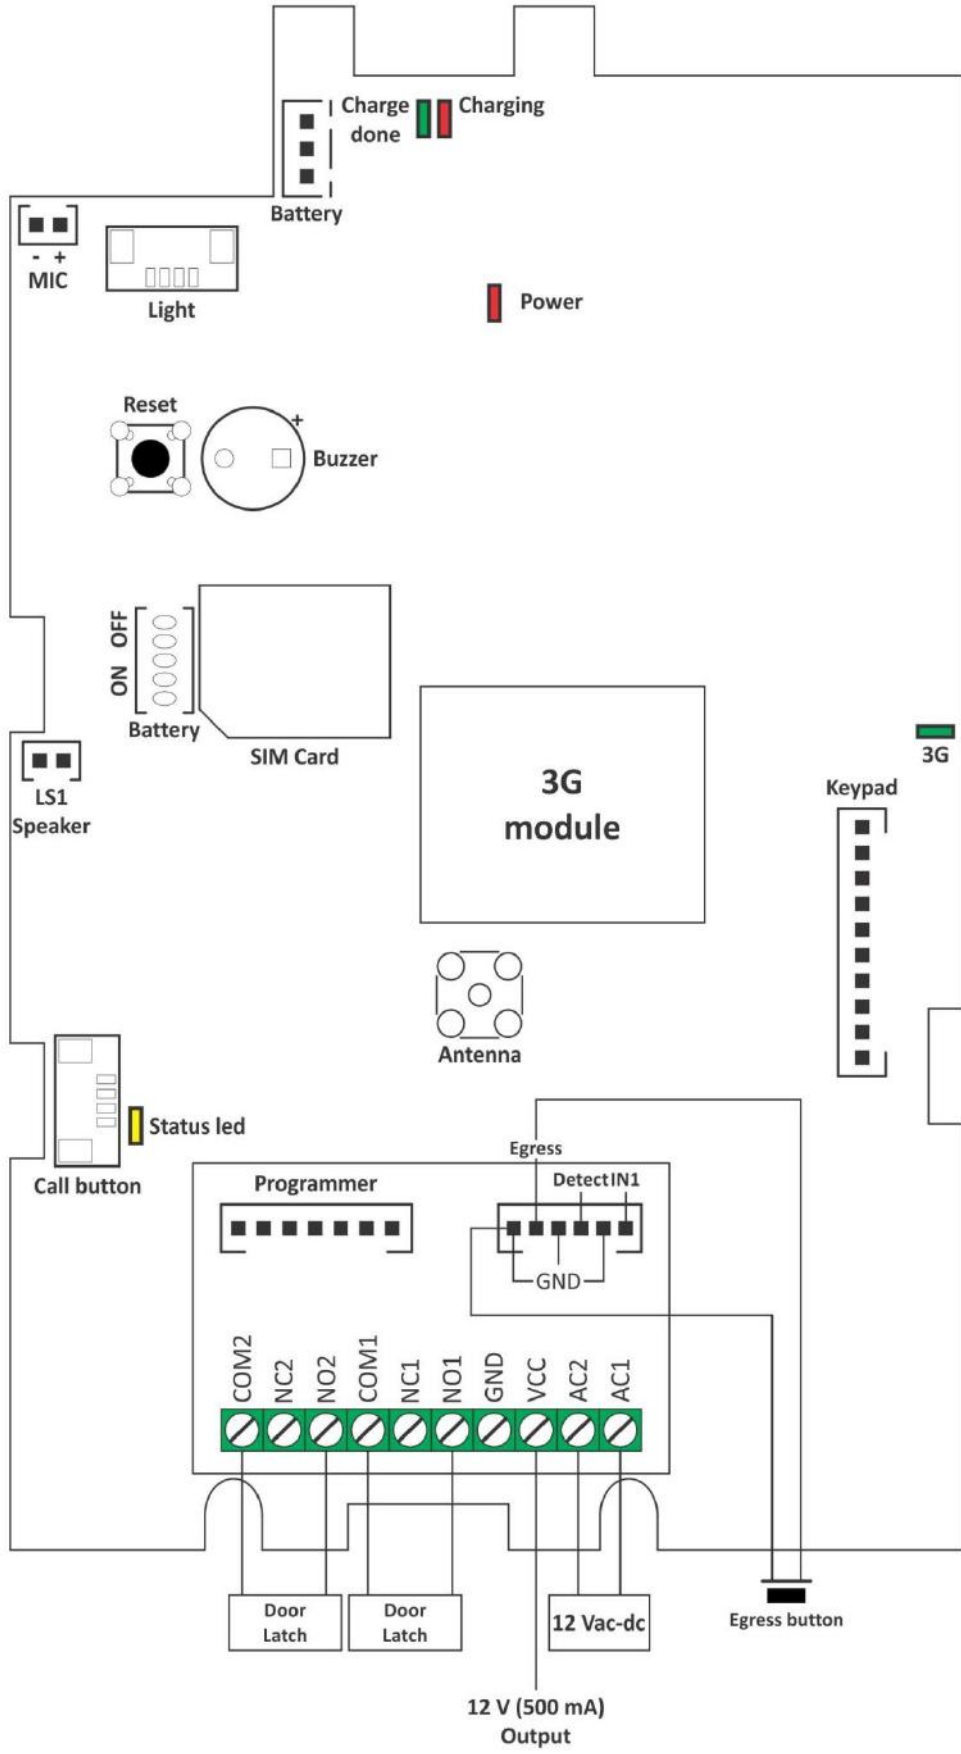 Charge
done
Charging
Battery
- +
MIC
Light
Power
Reset
+
Buzzer
ON OFF
Battery
SIM Card
3G
LS1
Speaker
3G
module
Keypad
Antenna
Status led
Call button
Egress
Programmer
Detect IN1
GND
COM2
NC2
NO2
COM1
NC1
NO1
GND
VCC
AC2
AC1
Door
Latch
Door
Latch
12 Vac-dc
Egress button
12 V (500 mA)
Output